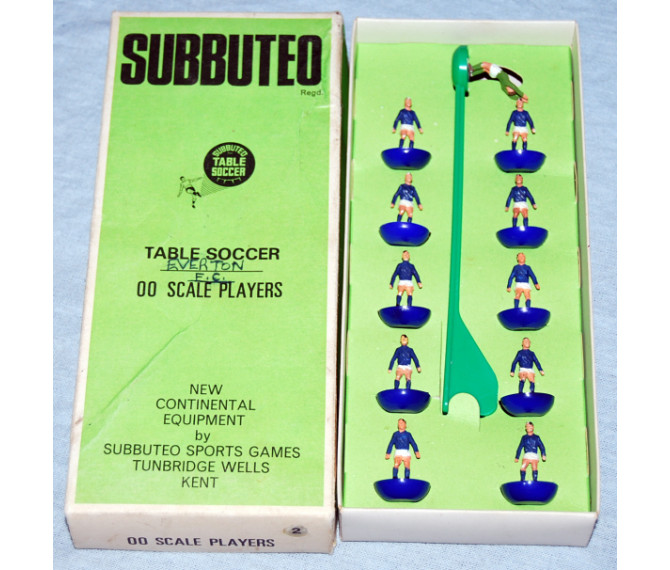 SUBBUTEO
Regd.
SUBBUTEO
TABLE
SOCCER
TABLE SOCCER
EVERTON
F.C.
00 SCALE PLAYERS
NEW
CONTINENTAL
EQUIPMENT
by
SUBBUTEO SPORTS GAMES
TUNBRIDGE WELLS
KENT
2
00 SCALE PLAYERS